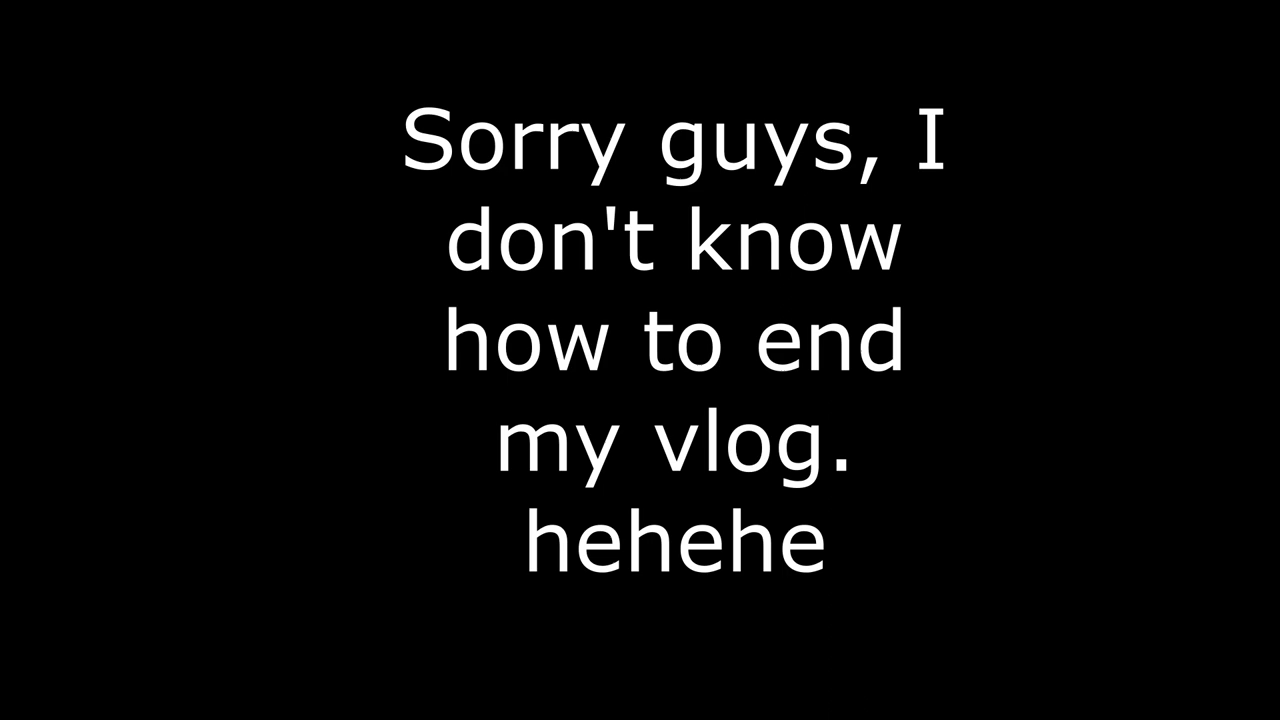 Sorry guys, I
don't know
how to end
my vlog.
hehehe